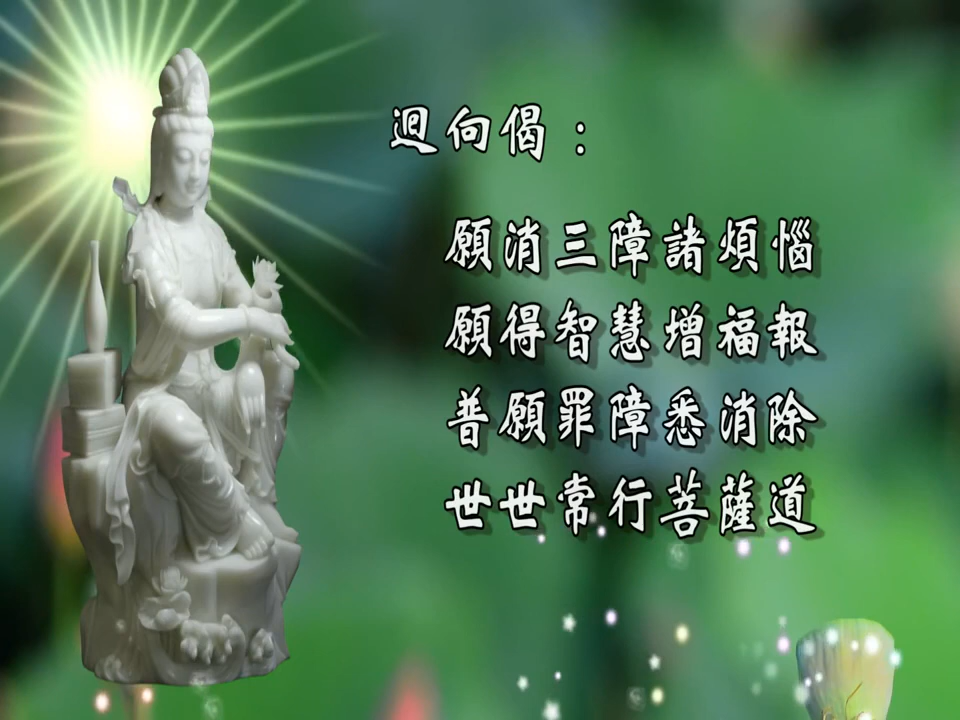 迴向偈：
願消三障諸煩惱
願得智慧增福報
普願罪障悉消除
世世常行菩薩道